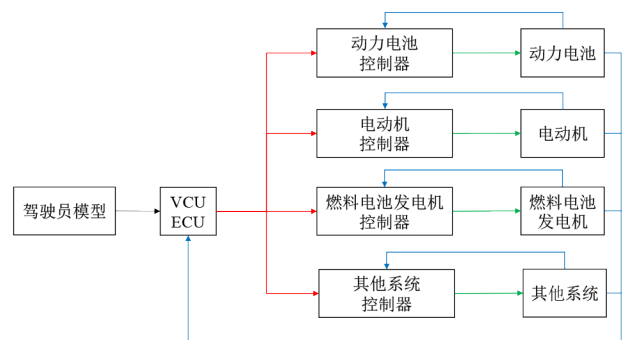 动力电池
控制器
动力电池
电动机
控制器
电动机
驾驶员模型
VCU
ECU
燃料电池发电机
控制器
燃料电池
发电机
其他系统
控制器
其他系统